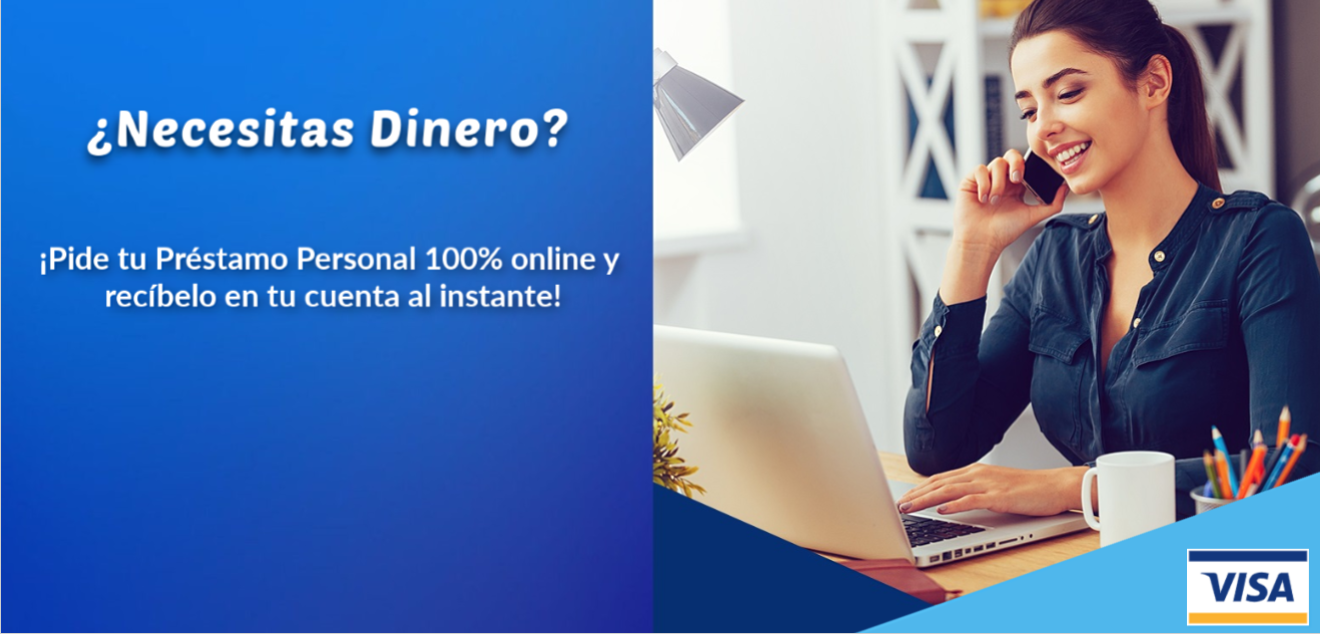 ¿Necesitas Dinero?
¡Pide tu Préstamo Personal 100% online y
recíbelo en tu cuenta al instante!
VISA